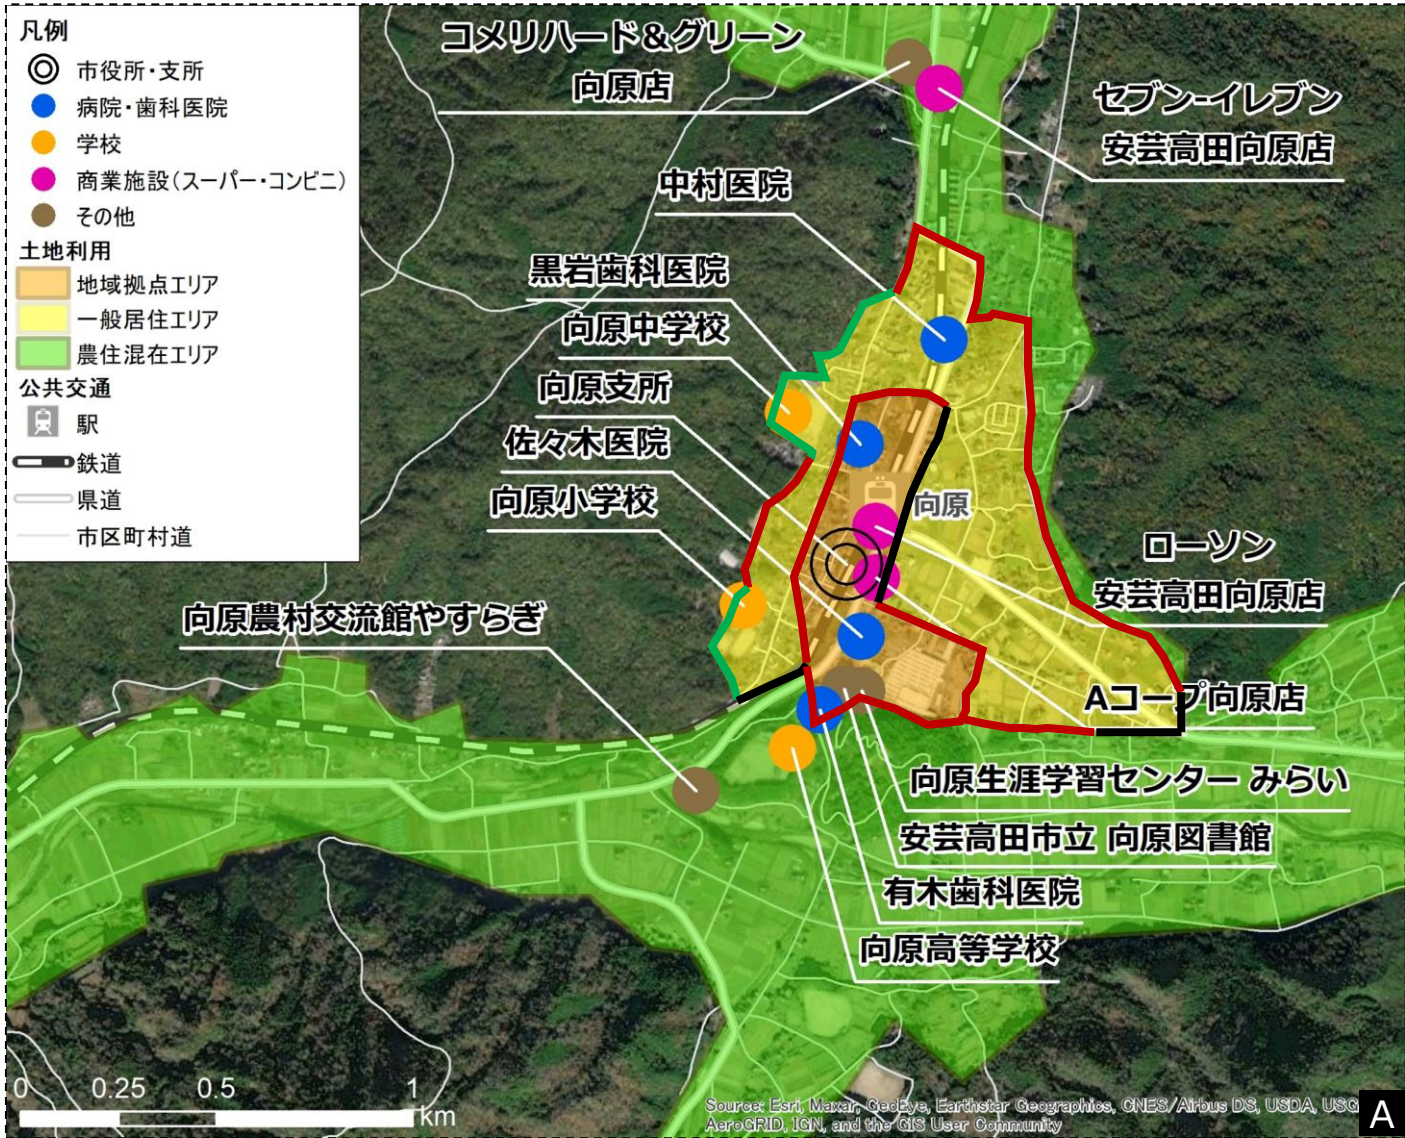 凡例
市役所・支所
病院・歯科医院
学校
商業施設(スーパー・コンビニ)
その他
土地利用
地域拠点エリア
一般居住エリア
農住混在エリア
公共交通
駅
鉄道
県道
市区町村道
コメリハード&グリーン
向原店
セブン-イレブン
安芸高田向原店
中村医院
黒岩歯科医院
向原中学校
向原支所
佐々木医院
向原小学校
向原
ローソン
安芸高田向原店
向原農村交流館やすらぎ
Aコープ向原店
向原生涯学習センター みらい
安芸高田市立 向原図書館
有木歯科医院
向原高等学校
0 0.25 0.5 1
km
Source: Esri, Maxar, GeoEye, Earthstar Geographics, CNES/Airbus DS, USDA, USG
AeroGRID, IGN, and the GIS User Community
A